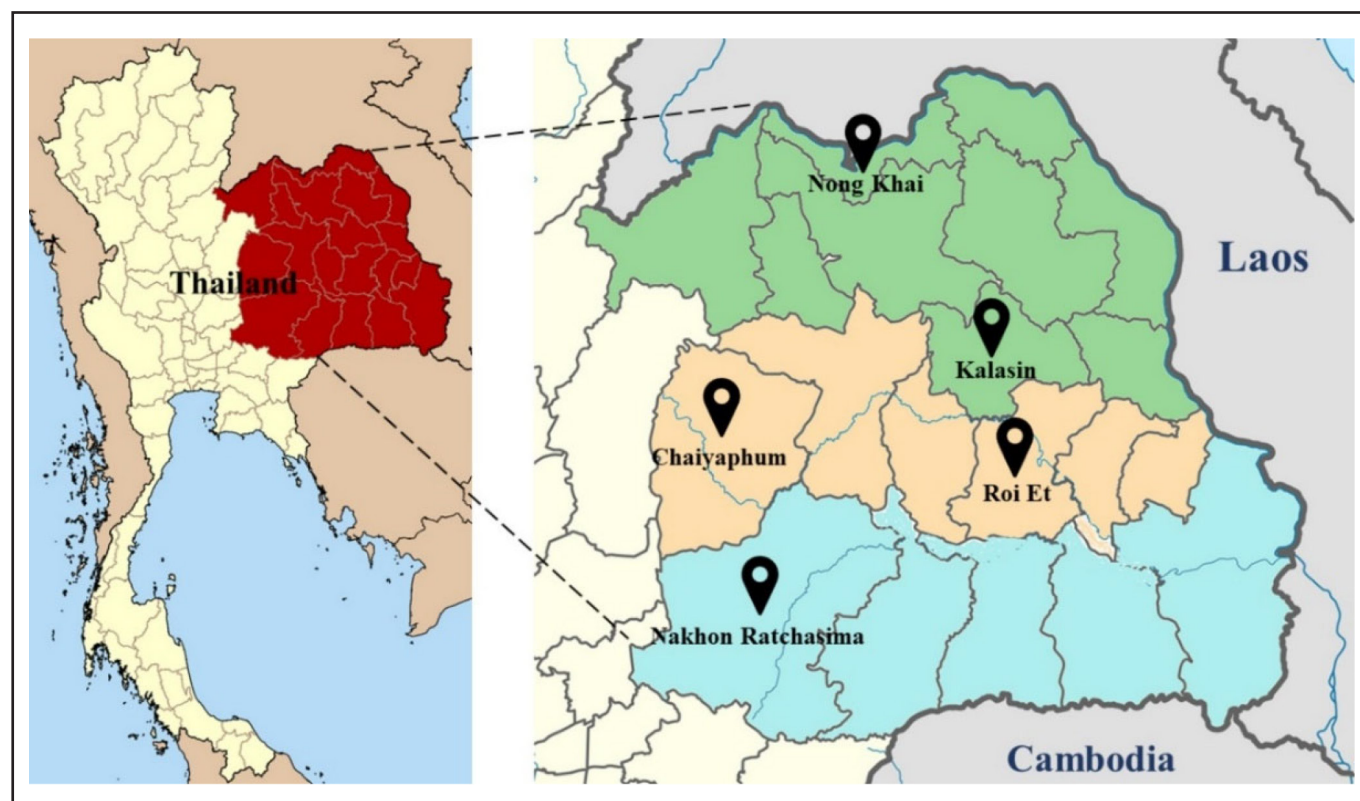 Thailand
Nong Khai
Laos
Kalasin
Chaiyaphum
Roi Et
Nakhon Ratchasima
Cambodia